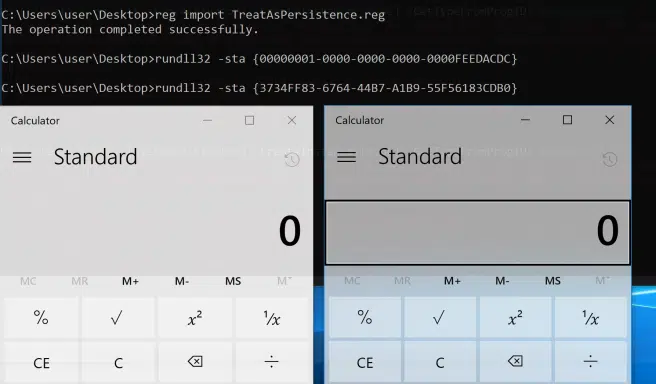 C:\Users\user\Desktop>reg import TreatAsPersistence.reg
The operation completed successfully.
C:\Users\user\Desktop>rundll32 -sta {00000001-0000-0000-0000-0000FEEDACDC}
C:\Users\user\Desktop>rundll32 -sta {3734FF83-6764-44B7-A1B9-55F56183CDB0}
Calculator
Standard
0
MC MR M+ M- MS M˅
% √ x² ¹/x
CE C ÷
Calculator
Standard
0
MC MR M+ M- MS M˅
% √ x² ¹/x
CE C ÷